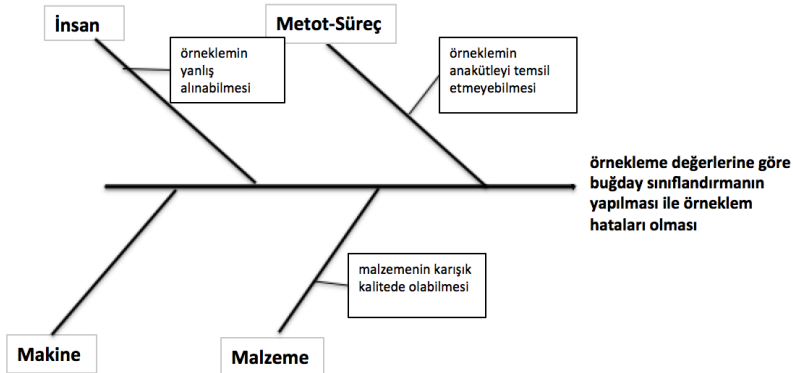 İnsan
Metot-Süreç
örneklemin
yanlış
alınabilmesi
örneklemin
anakütleyi temsil
etmeyebilmesi
örnekleme değerlerine göre
buğday sınıflandırmanın
yapılması ile örneklem
hataları olması
malzemenin karışık
kalitede olabilmesi
Makine
Malzeme